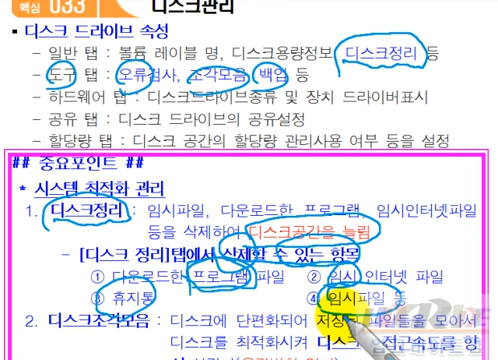 핵심 033 디스크관리
▪ 디스크 드라이브 속성
– 일반 탭 : 볼륨 레이블 명, 디스크용량정보 디스크정리 등
– 도구 탭 : 오류검사, 조각모음, 백업 등
– 하드웨어 탭 : 디스크드라이브종류 및 장치 드라이버표시
– 공유 탭 : 디스크 드라이브의 공유설정
– 할당량 탭 : 디스크 공간의 할당량 관리사용 여부 등을 설정
## 중요포인트 ##
* 시스템 최적화 관리
1. 디스크정리 : 임시파일, 다운로드한 프로그램, 임시인터넷파일
등을 삭제하여 디스크공간을 늘림
– [디스크 정리]탭에서 삭제할 수 있는 항목
① 다운로드한 프로그램 파일 ② 임시 인터넷 파일
③ 휴지통 ④ 임시파일 등
2. 디스크조각모음 : 디스크에 단편화되어 저장 파일들을 모아서
디스크를 최적화시켜 디스크 접근속도를 향